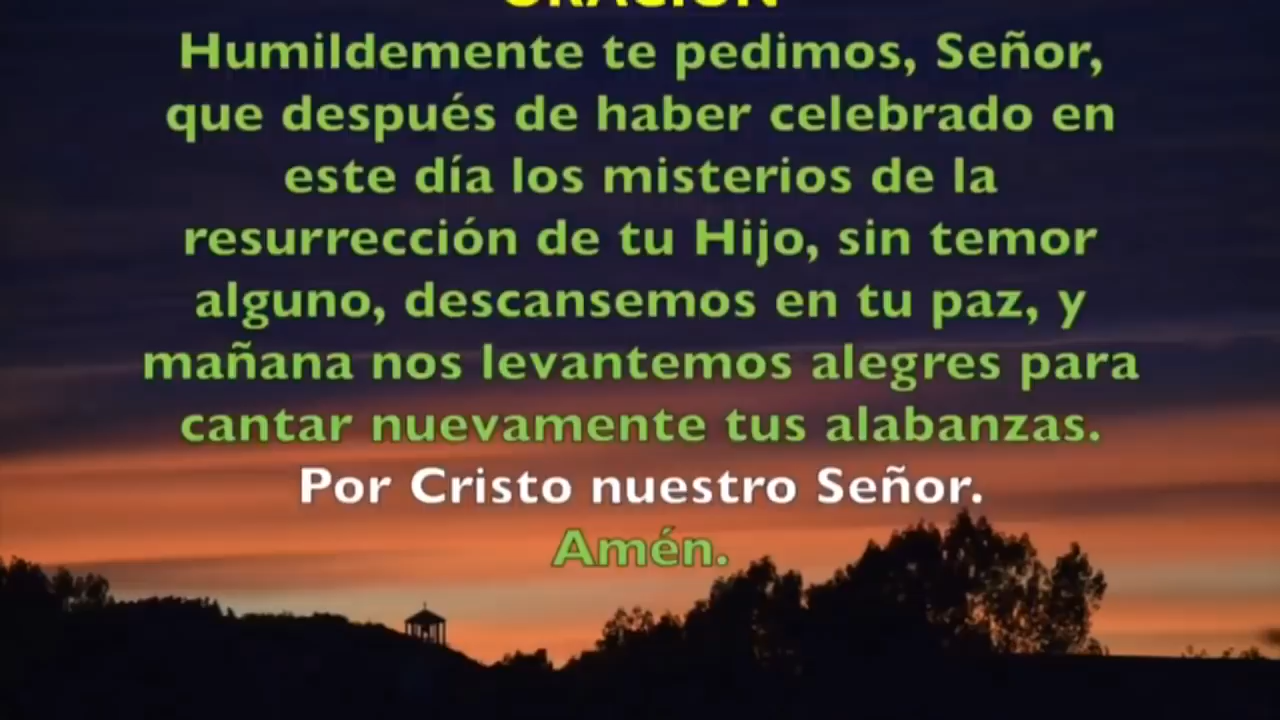 ORACIÓN
Humildemente te pedimos, Señor,
que después de haber celebrado en
este día los misterios de la
resurrección de tu Hijo, sin temor
alguno, descansemos en tu paz, y
mañana nos levantemos alegres para
cantar nuevamente tus alabanzas.
Por Cristo nuestro Señor.
Amén.